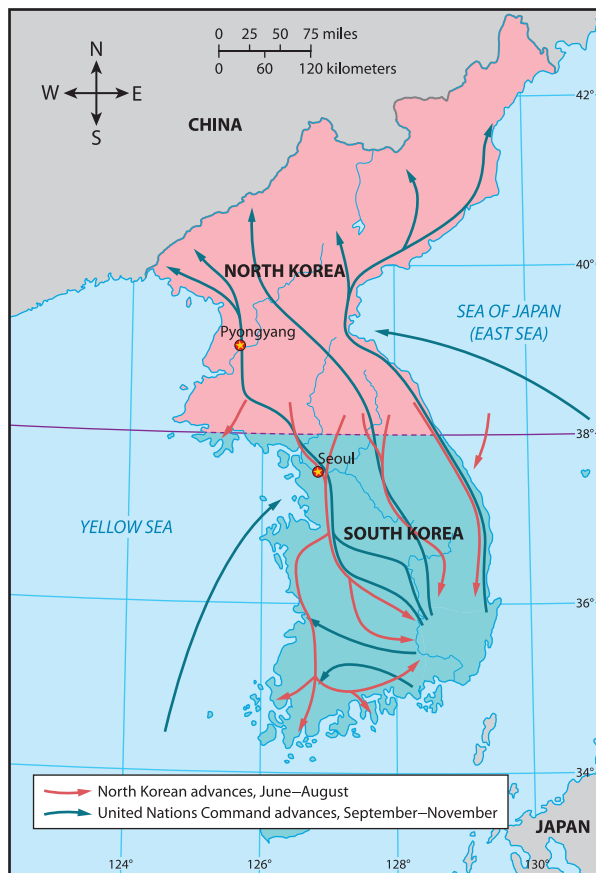 0 25 50 75 miles
0 60 120 kilometers
N
W E
S
42°
CHINA
NORTH KOREA
40°
SEA OF JAPAN
(EAST SEA)
Pyongyang
38°
Seoul
YELLOW SEA
SOUTH KOREA
36°
34°
North Korean advances, June–August
United Nations Command advances, September–November
JAPAN
124° 126° 128° 130°